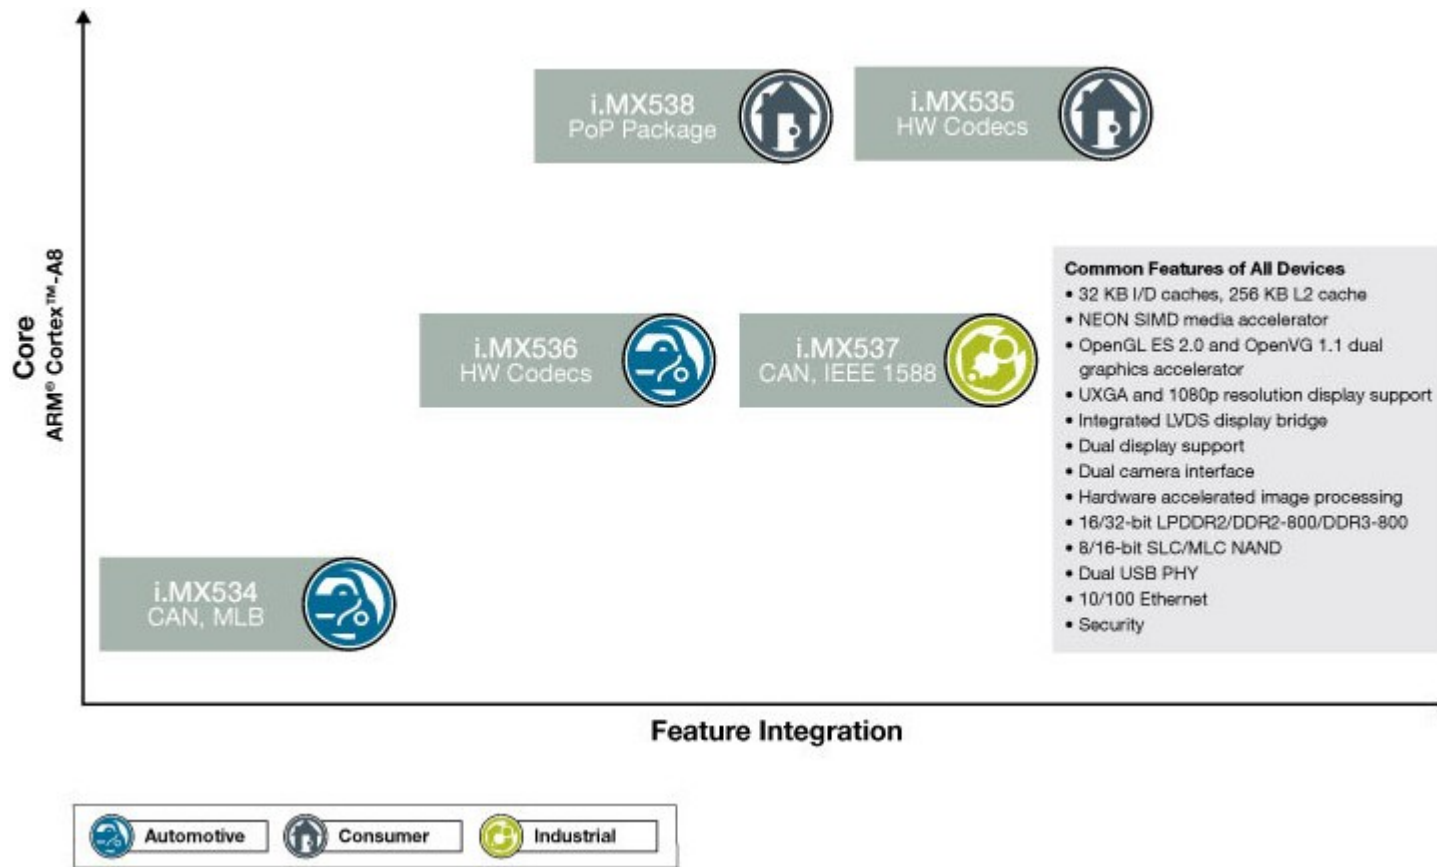 i.MX538
PoP Package
i.MX535
HW Codecs
Core
ARM® Cortex™-A8
i.MX536
HW Codecs
i.MX537
CAN, IEEE 1588
Common Features of All Devices
• 32 KB I/D caches, 256 KB L2 cache
• NEON SIMD media accelerator
• OpenGL ES 2.0 and OpenVG 1.1 dual
graphics accelerator
• UXGA and 1080p resolution display support
• Integrated LVDS display bridge
• Dual display support
• Dual camera interface
• Hardware accelerated image processing
• 16/32-bit LPDDR2/DDR2-800/DDR3-800
• 8/16-bit SLC/MLC NAND
• Dual USB PHY
• 10/100 Ethernet
• Security
i.MX534
CAN, MLB
Feature Integration
Automotive
Consumer
Industrial